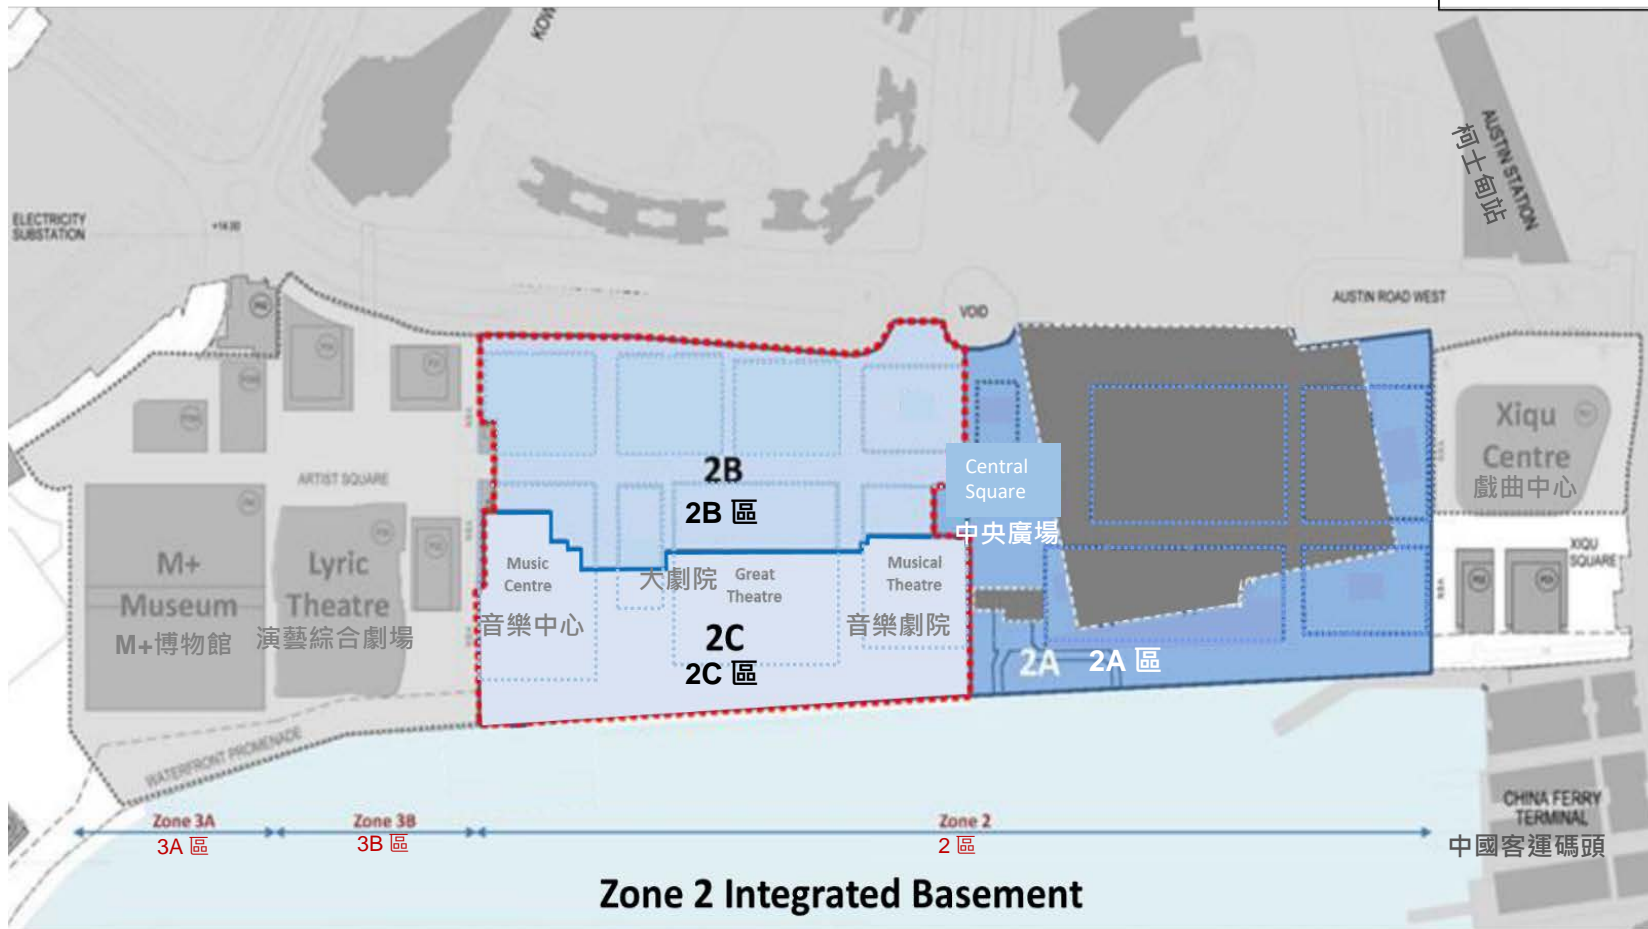 KOW
AUSTIN STATION
柯士甸站
ELECTRICITY
SUBSTATION
+14.00
VOID
AUSTIN ROAD WEST
Central
Square
中央廣場
2B
2B 區
ARTIST SQUARE
Xiqu
Centre
戲曲中心
M+
Museum
M+博物館
Lyric
Theatre
演藝綜合劇場
Music
Centre
音樂中心
大劇院
Great
Theatre
Musical
Theatre
音樂劇院
2C
2C 區
2A
2A 區
XIQU
SQUARE
WATERFRONT PROMENADE
Zone 3A
3A 區
Zone 3B
3B 區
Zone 2
2 區
CHINA FERRY
TERMINAL
中國客運碼頭
Zone 2 Integrated Basement